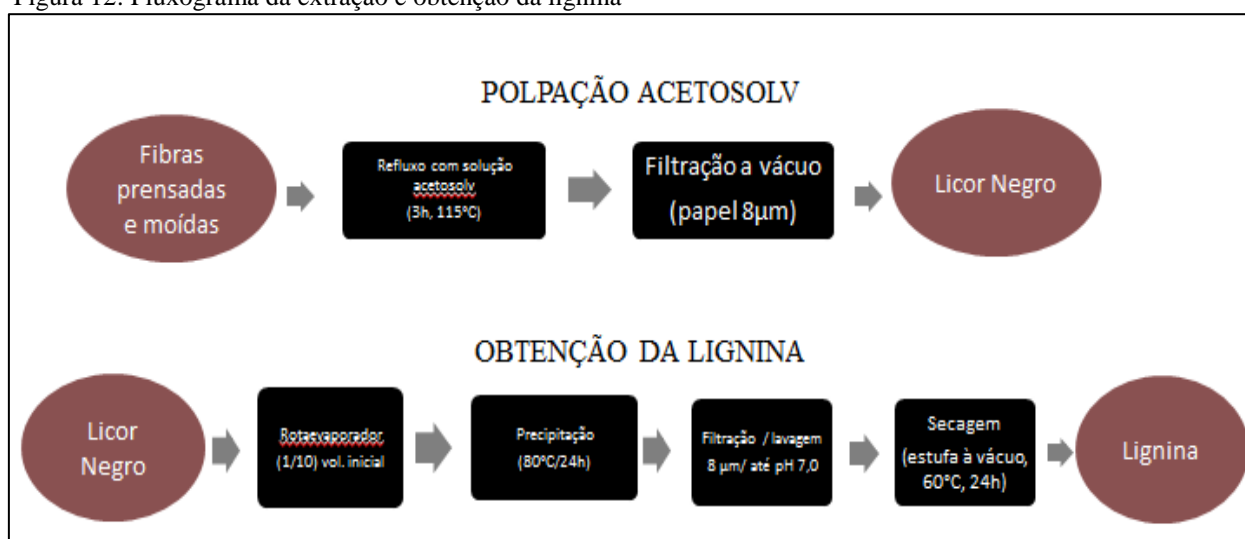 Figura 12: Fluxograma da extração e obtenção da lignina
POLPAÇÃO ACETOSOLV
Fibras
prensadas
e moídas
Refluxo com solução
acetosolv
(3h, 115°C)
Filtração a vácuo
(papel 8µm)
Licor Negro
OBTENÇÃO DA LIGNINA
Licor
Negro
Rotaevaporador
(1/10) vol. inicial
Precipitação
(80°C/24h)
Filtração / lavagem
8 µm/ até pH 7,0
Secagem
(estufa à vácuo,
60°C, 24h)
Lignina